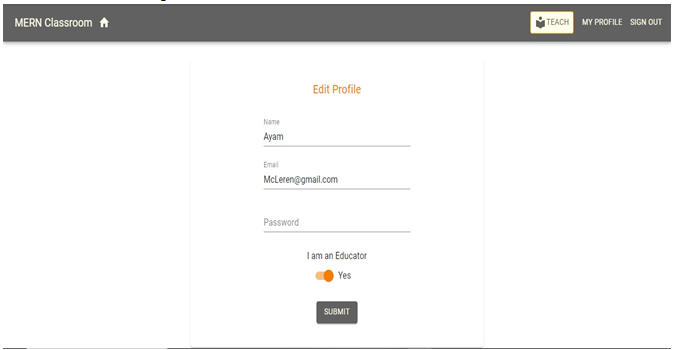 MERN Classroom
TEACH MY PROFILE SIGN OUT
Edit Profile
Name
Ayam
Email
McLeren@gmail.com
Password
I am an Educator
Yes
SUBMIT